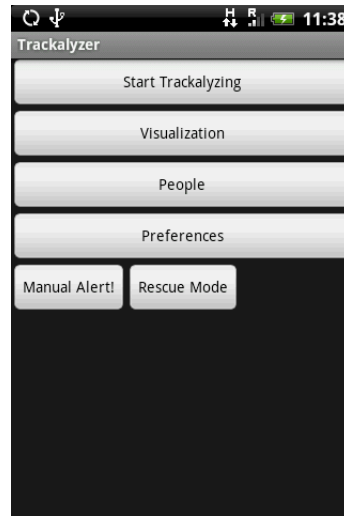 H R 11:38
Trackalyzer
Start Trackalyzing
Visualization
People
Preferences
Manual Alert! Rescue Mode